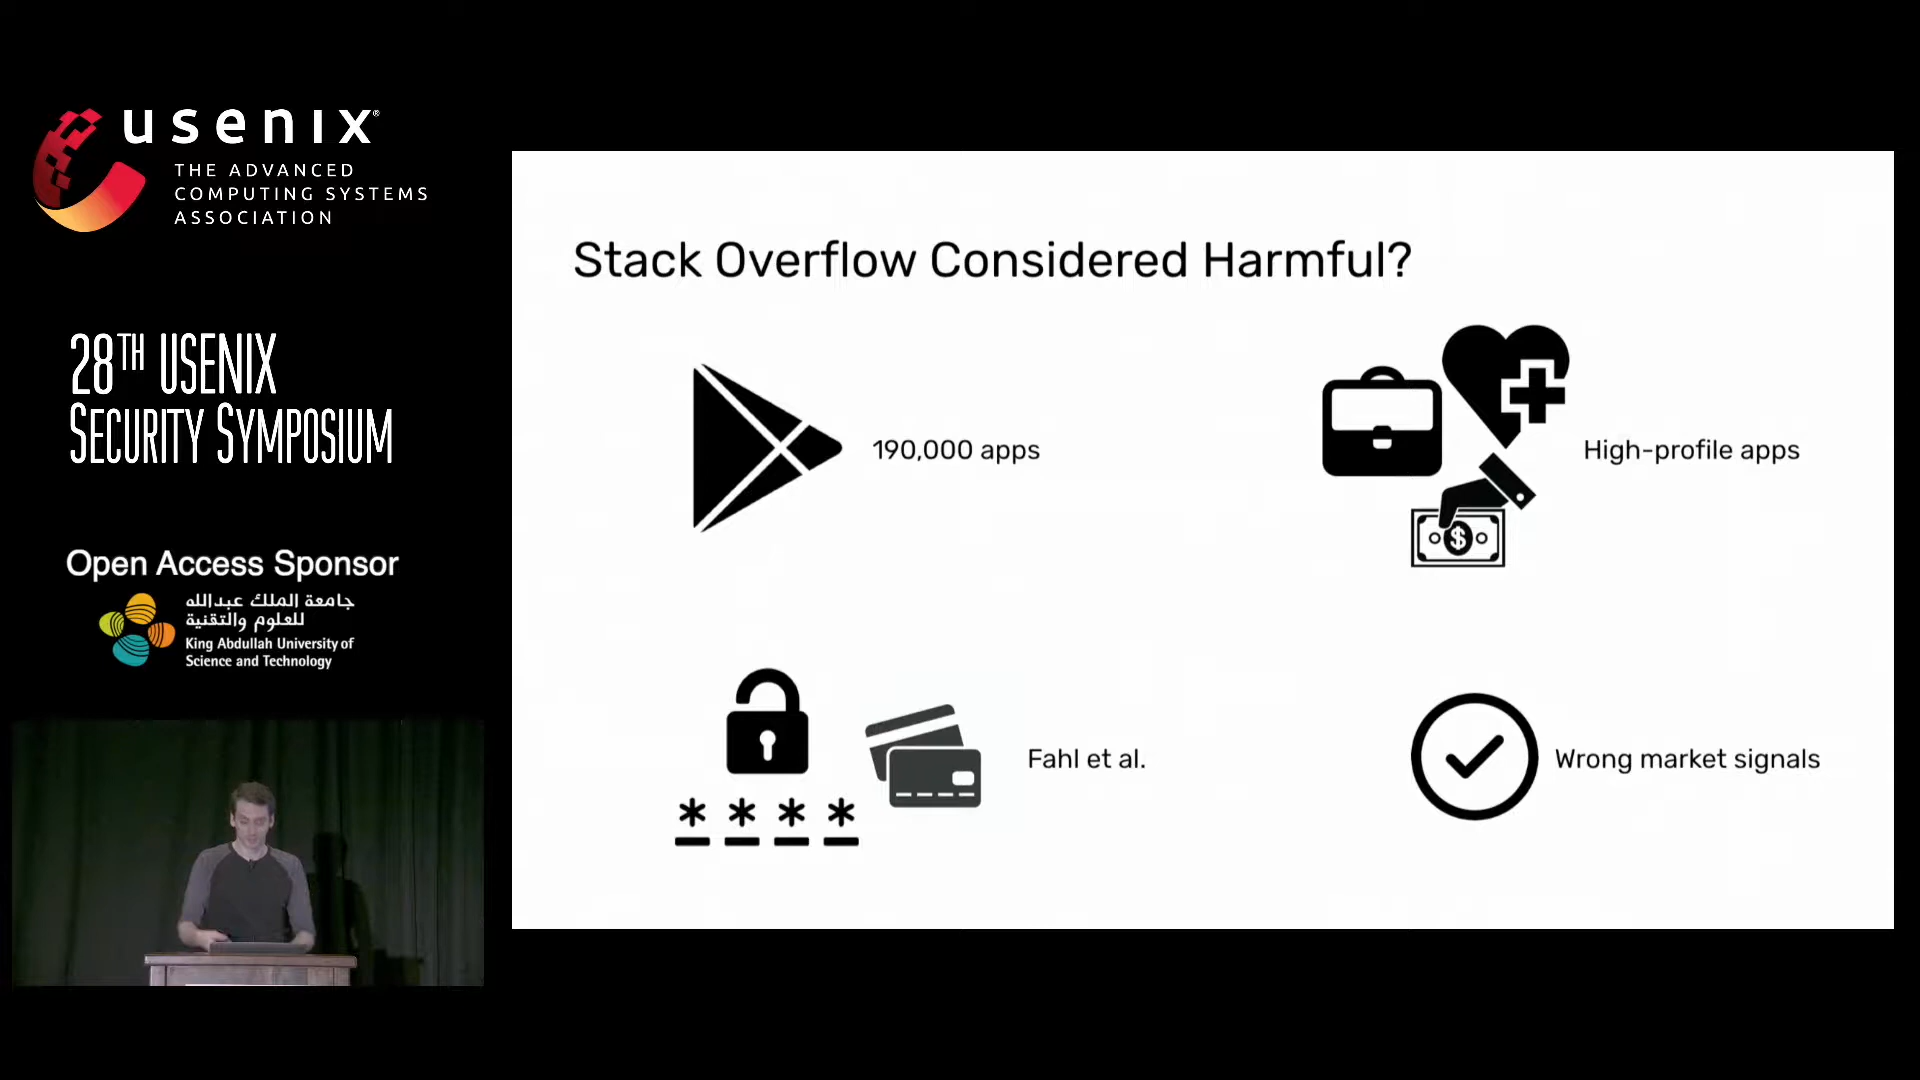 usenix®
THE ADVANCED
COMPUTING SYSTEMS
ASSOCIATION
28TH USENIX
SECURITY SYMPOSIUM
Open Access Sponsor
جامعة الملك عبدالله
للعلوم والتقنية
King Abdullah University of
Science and Technology
Stack Overflow Considered Harmful?
190,000 apps
High-profile apps
$
* * * *
Fahl et al.
Wrong market signals